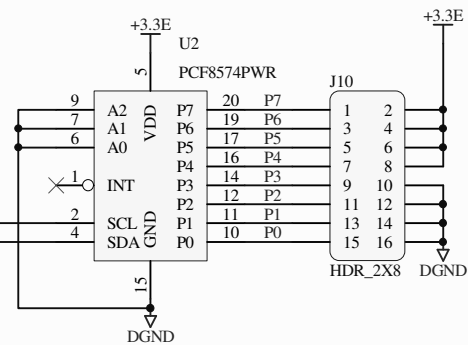 +3.3E
+3.3E
U2
PCF8574PWR
J10
5
VDD
9 A2 P7 20 P7 1 2
7 A1 P6 19 P6 3 4
6 A0 P5 17 P5 5 6
P4 16 P4 7 8
1 INT P3 14 P3 9 10
P2 12 P2 11 12
2 SCL P1 11 P1 13 14
4 SDA P0 10 P0 15 16
GND
15
HDR_2X8
DGND
DGND